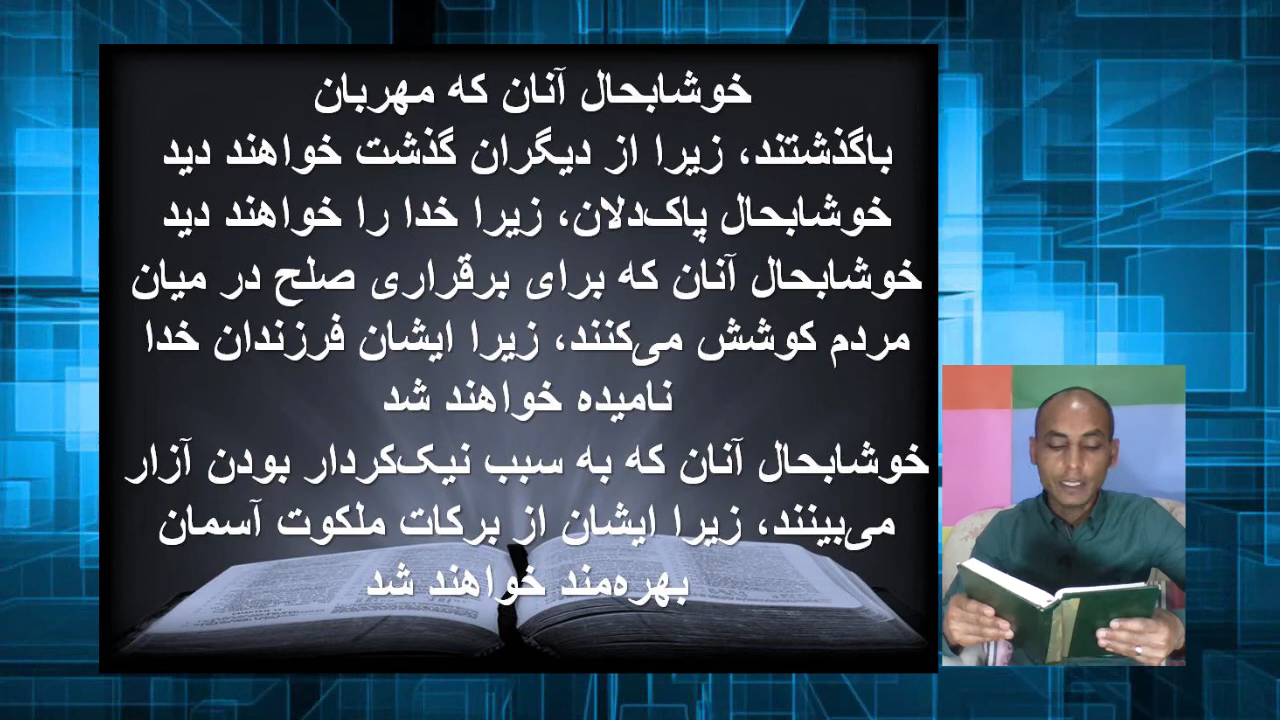 خوشابحال آنان که مهربان
باگذشتند، زیرا از دیگران گذشت خواهند دید
خوشابحال پاک‌دلان، زیرا خدا را خواهند دید
خوشابحال آنان که برای برقراری صلح در میان
مردم کوشش می‌کنند، زیرا ایشان فرزندان خدا
نامیده خواهند شد
خوشابحال آنان که به سبب نیک‌کردار بودن آزار
می‌بینند، زیرا ایشان از برکات ملکوت آسمان
بهره‌مند خواهند شد